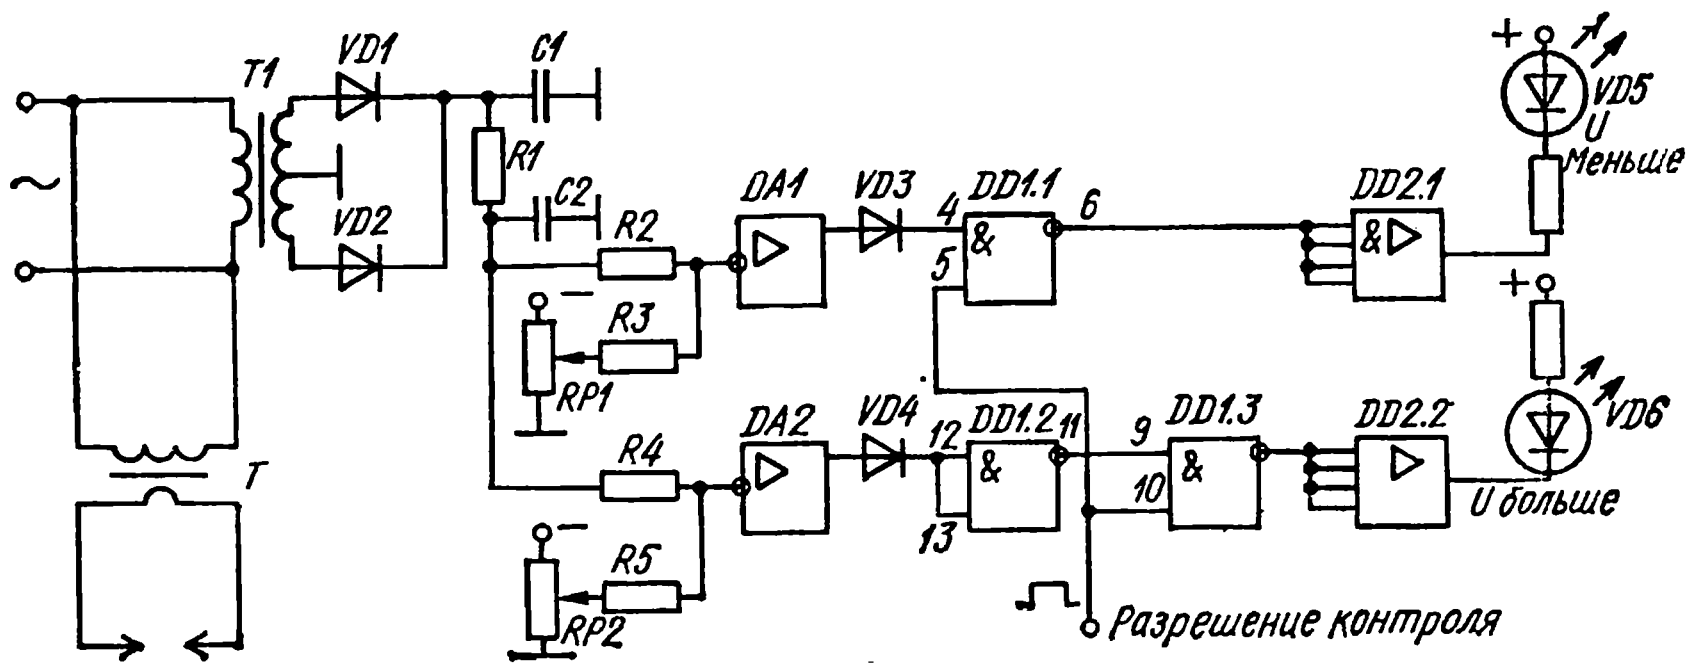 T1
VD1
C1
R1
VD2
C2
R2
R3
RP1
DA1
VD3
4
5
DD1.1
6
DD2.1
&
&
+
VD5
U
Меньше
+
VD6
U больше
R4
R5
RP2
DA2
VD4
12
13
DD1.2
11
&
9
10
DD1.3
&
DD2.2
T
Разрешение контроля